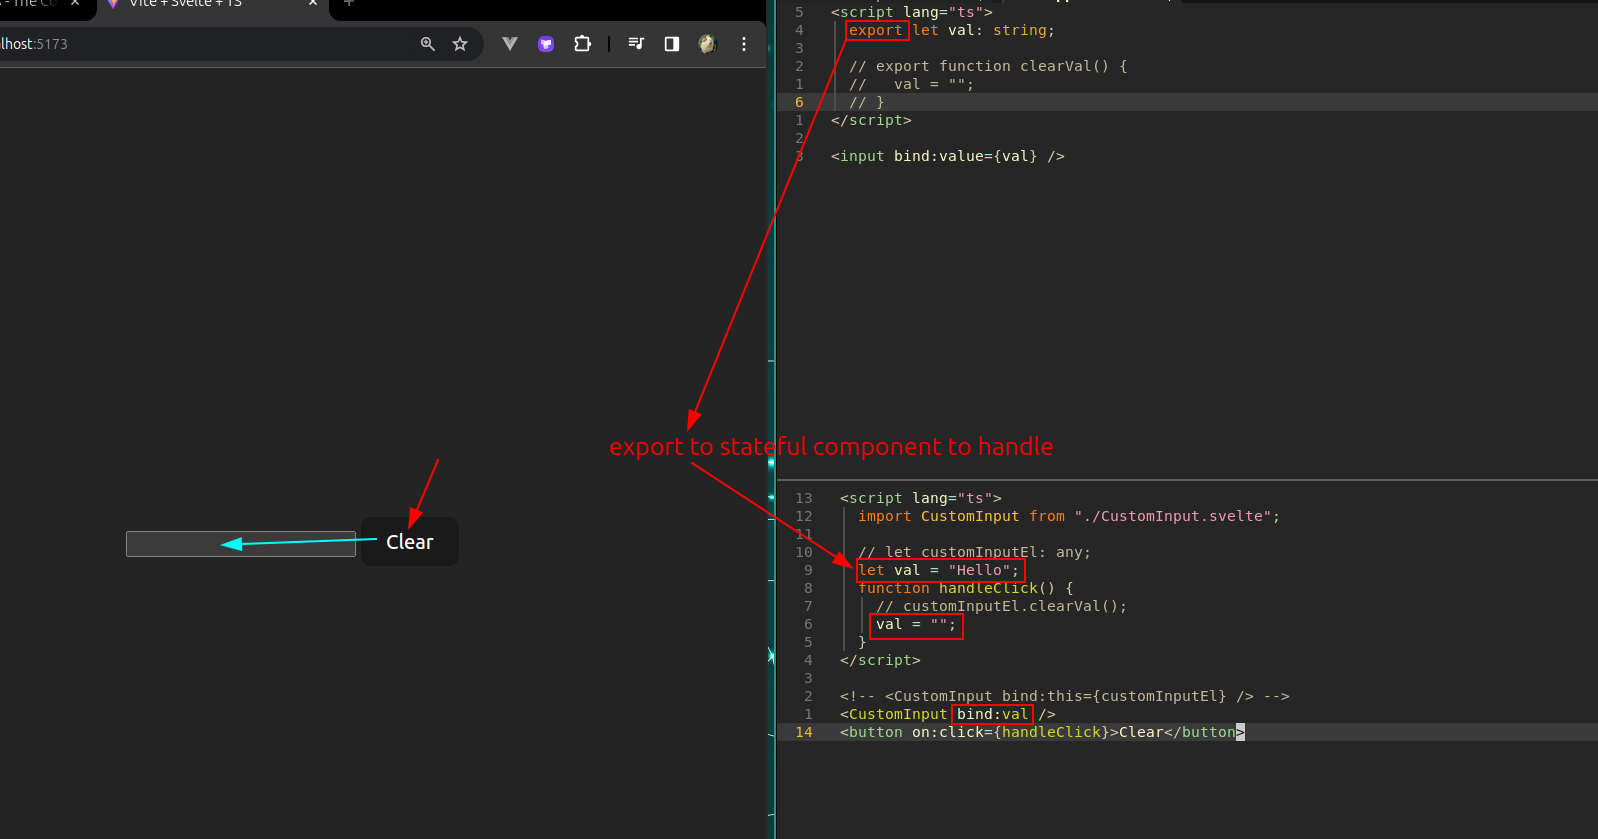 - The Co
Vite + Svelte + TS
lhost:5173
Clear
export to stateful component to handle
5 <script lang="ts">
4 export let val: string;
3
2 // export function clearVal() {
1 // val = "";
6 // }
1 </script>
2
3 <input bind:value={val} />
13 <script lang="ts">
12 import CustomInput from "./CustomInput.svelte";
11
10 // let customInputEl: any;
9 let val = "Hello";
8 function handleClick() {
7 // customInputEl.clearVal();
6 val = "";
5 }
4 </script>
3
2 <!-- <CustomInput bind:this={customInputEl} /> -->
1 <CustomInput bind:val />
14 <button on:click={handleClick}>Clear</button>